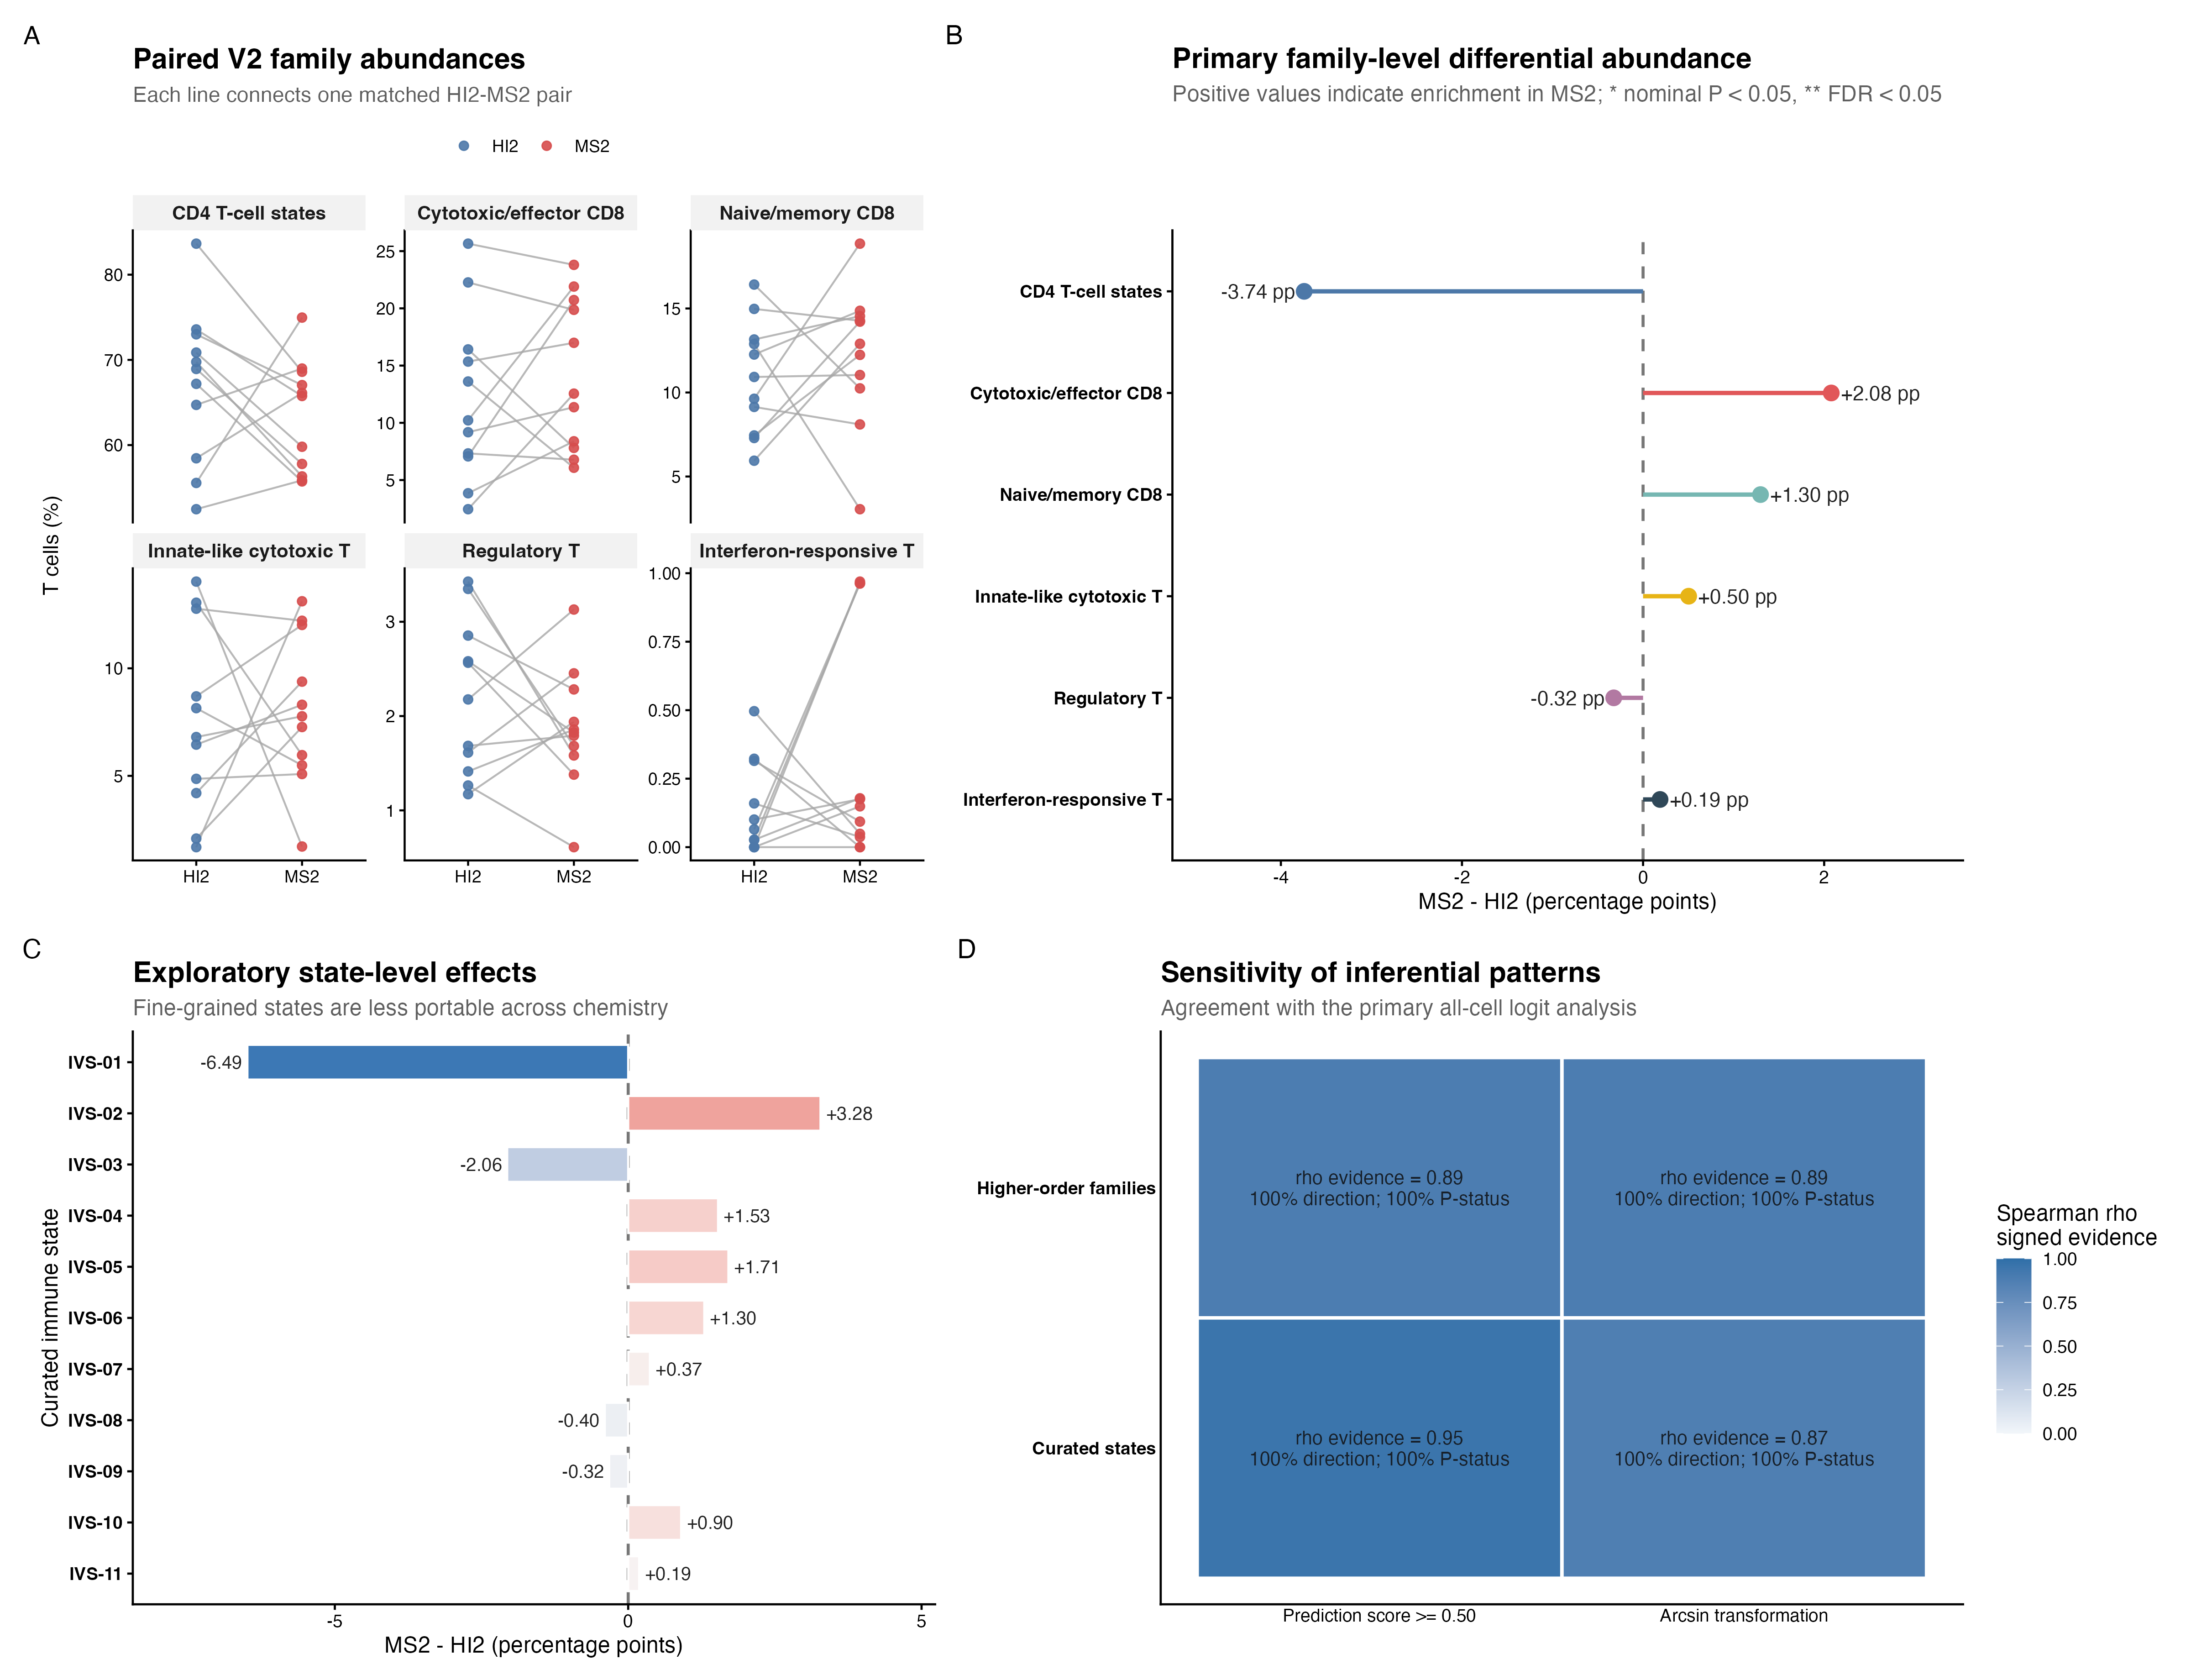 A
Paired V2 family abundances
Each line connects one matched HI2-MS2 pair
HI2 MS2
CD4 T-cell states
Cytotoxic/effector CD8
Naive/memory CD8
80
70
60
25
20
15
10
5
15
10
5
Innate-like cytotoxic T
Regulatory T
Interferon-responsive T
10
5
3
2
1
1.00
0.75
0.50
0.25
0.00
HI2 MS2
HI2 MS2
HI2 MS2
T cells (%)
B
Primary family-level differential abundance
Positive values indicate enrichment in MS2; * nominal P < 0.05, ** FDR < 0.05
CD4 T-cell states
-3.74 pp
Cytotoxic/effector CD8
+2.08 pp
Naive/memory CD8
+1.30 pp
Innate-like cytotoxic T
+0.50 pp
Regulatory T
-0.32 pp
Interferon-responsive T
+0.19 pp
-4 -2 0 2
MS2 - HI2 (percentage points)
C
Exploratory state-level effects
Fine-grained states are less portable across chemistry
Curated immune state
IVS-01 -6.49
IVS-02 +3.28
IVS-03 -2.06
IVS-04 +1.53
IVS-05 +1.71
IVS-06 +1.30
IVS-07 +0.37
IVS-08 -0.40
IVS-09 -0.32
IVS-10 +0.90
IVS-11 +0.19
-5 0 5
MS2 - HI2 (percentage points)
D
Sensitivity of inferential patterns
Agreement with the primary all-cell logit analysis
Higher-order families
rho evidence = 0.89
100% direction; 100% P-status
rho evidence = 0.89
100% direction; 100% P-status
Curated states
rho evidence = 0.95
100% direction; 100% P-status
rho evidence = 0.87
100% direction; 100% P-status
Prediction score >= 0.50
Arcsin transformation
Spearman rho
signed evidence
1.00
0.75
0.50
0.25
0.00